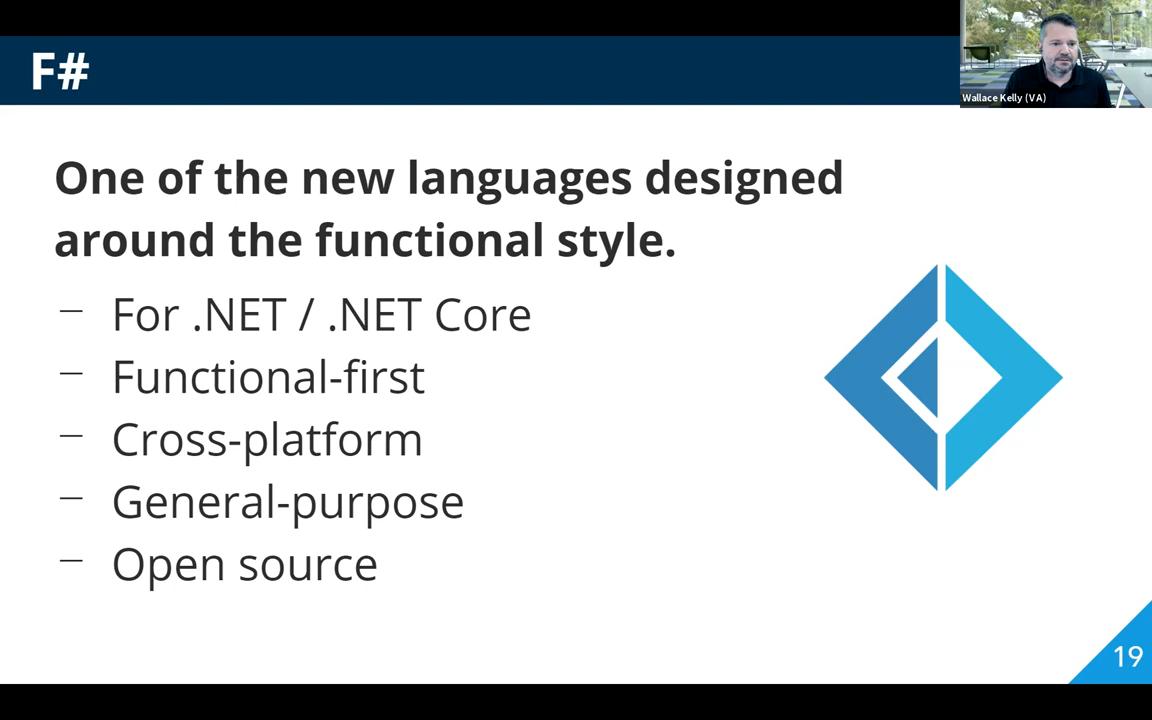 F#
Wallace Kelly (VA)
One of the new languages designed
around the functional style.
– For .NET / .NET Core
– Functional-first
– Cross-platform
– General-purpose
– Open source
19